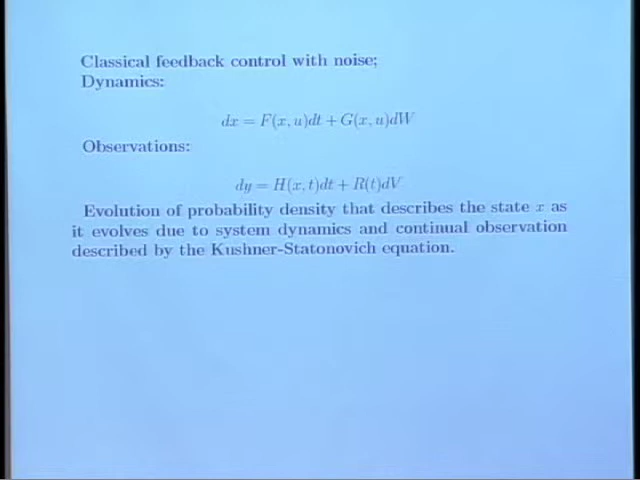 Classical feedback control with noise;
Dynamics:
dx = F(x, u)dt + G(x, u)dW
Observations:
dy = H(x, t)dt + R(t)dV
Evolution of probability density that describes the state x as
it evolves due to system dynamics and continual observation
described by the Kushner-Statonovich equation.